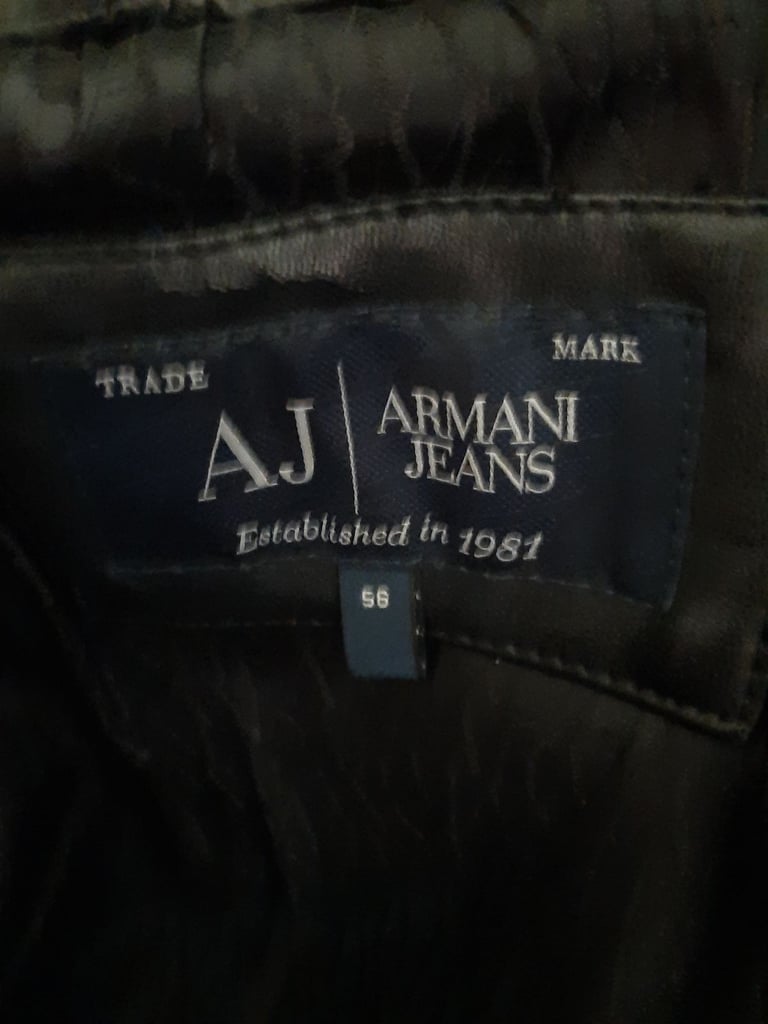 TRADE MARK
AJ ARMANI
JEANS
Established in 1981
56